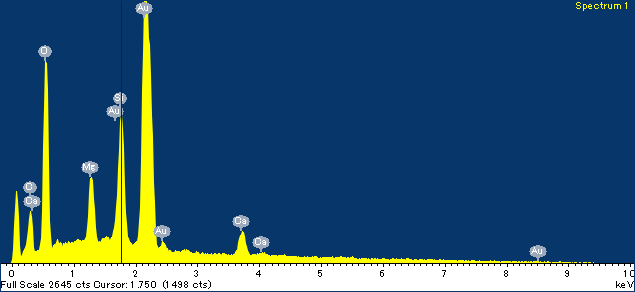 Spectrum 1
Au
O
Si
Au
Mg
C
Ca
Au
Ca
Ca
Au
0 1 2 3 4 5 6 7 8 9 10
Full Scale 2645 cts Cursor: 1.750 (1498 cts) keV